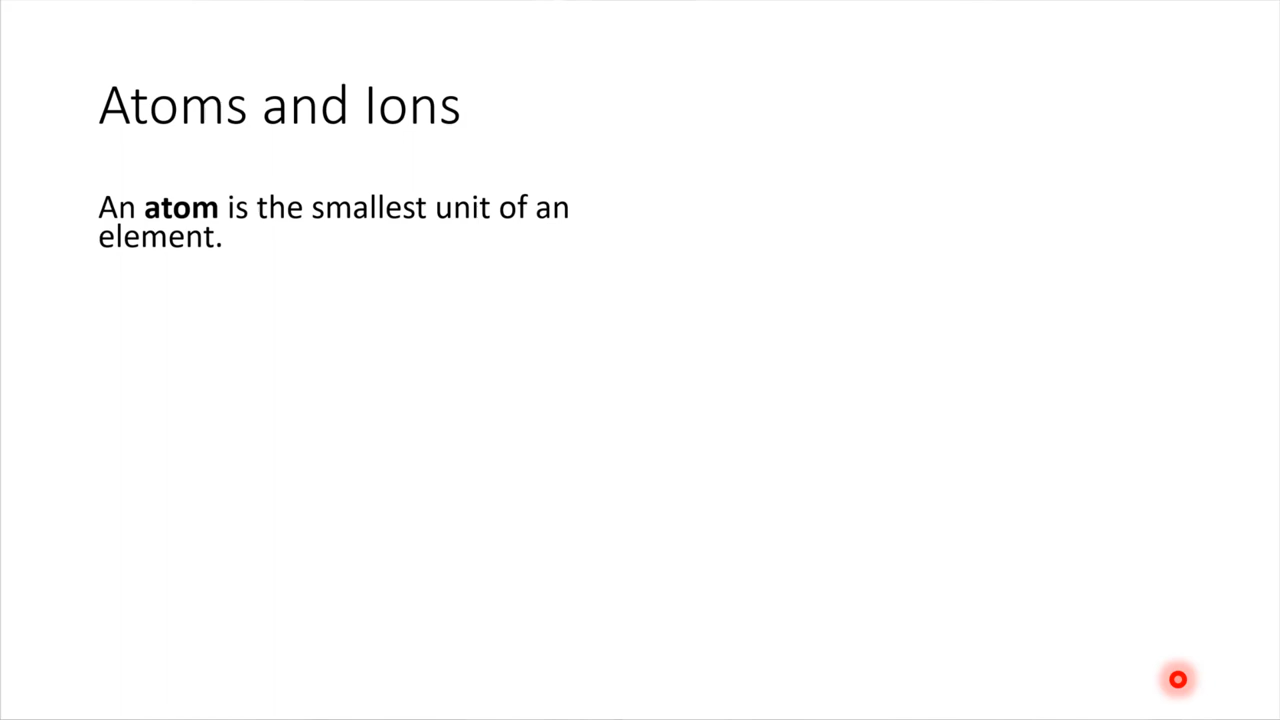 Atoms and Ions
An atom is the smallest unit of an
element.